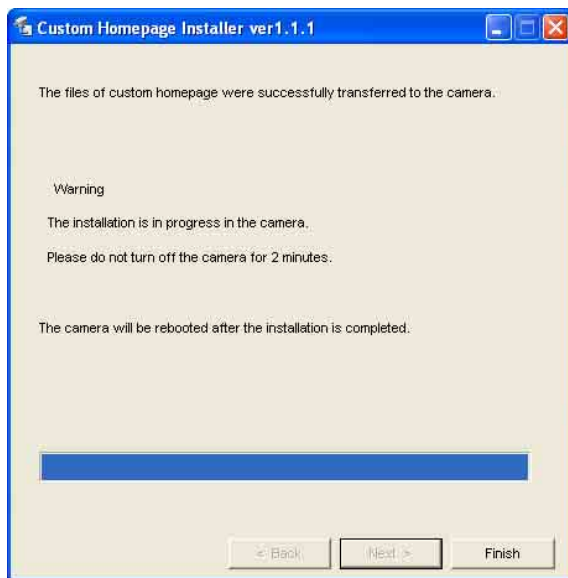 Custom Homepage Installer ver1.1.1
The files of custom homepage were successfully transferred to the camera.
Warning
The installation is in progress in the camera.
Please do not turn off the camera for 2 minutes.
The camera will be rebooted after the installation is completed.
< Back
Next >
Finish